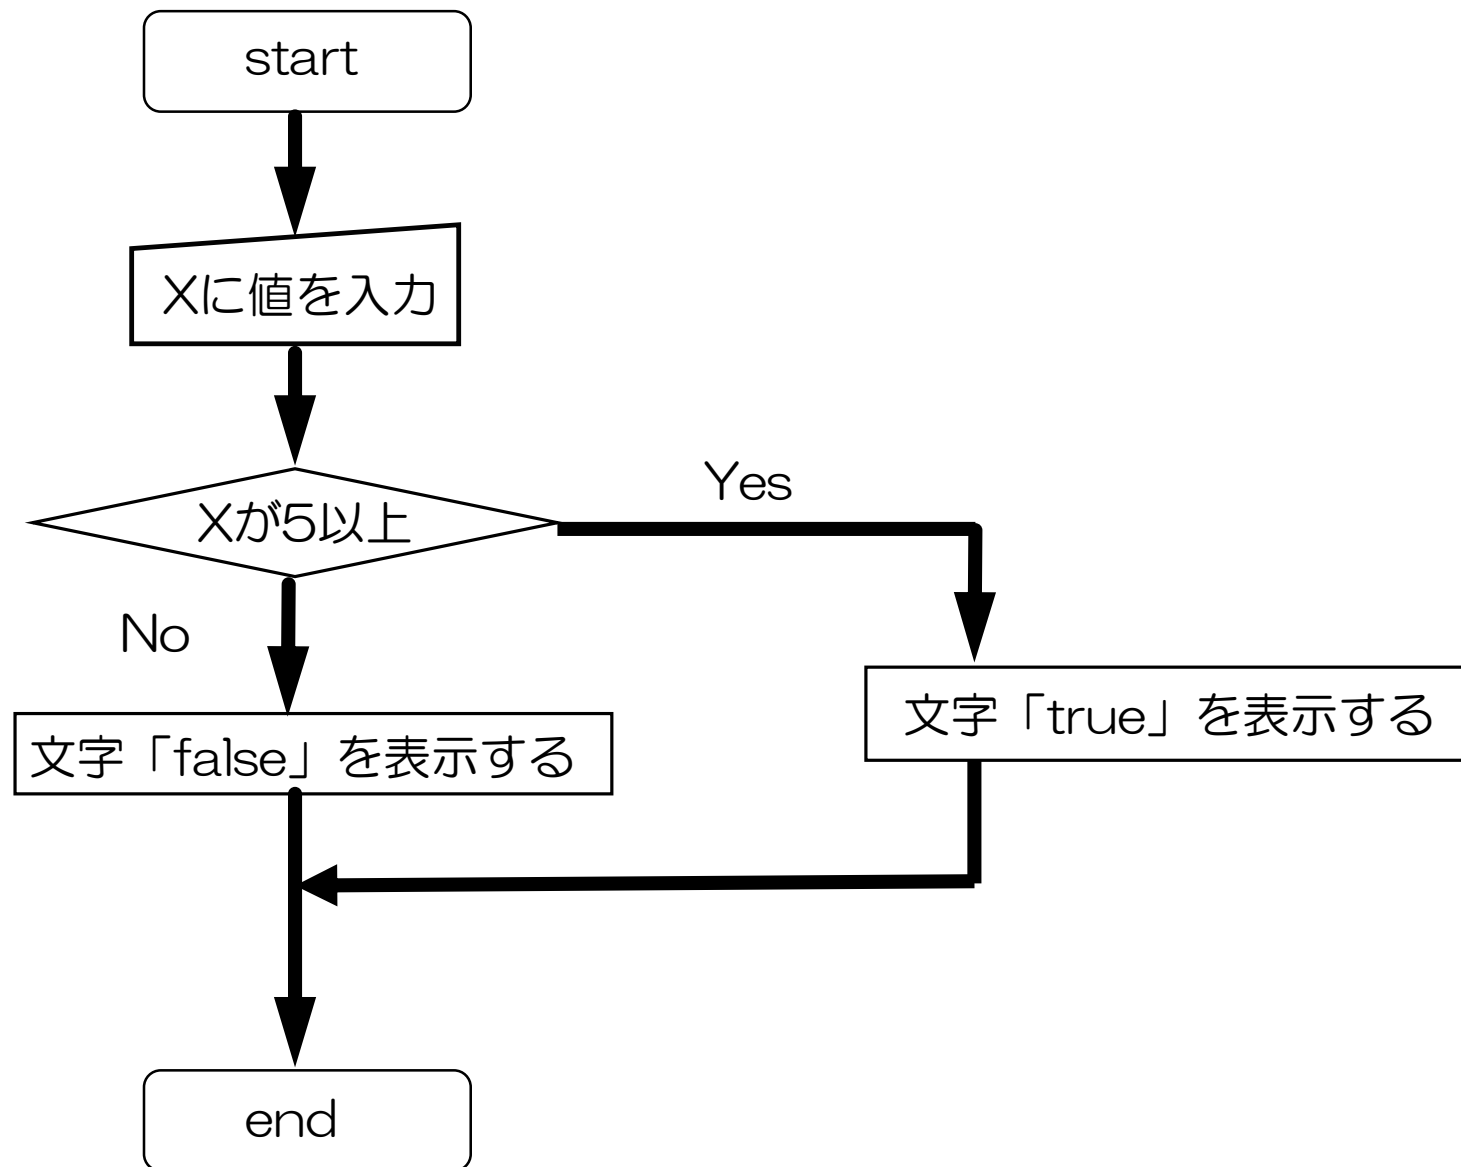 start
Xに値を入力
Xが5以上
Yes
No
文字「false」を表示する
文字「true」を表示する
end